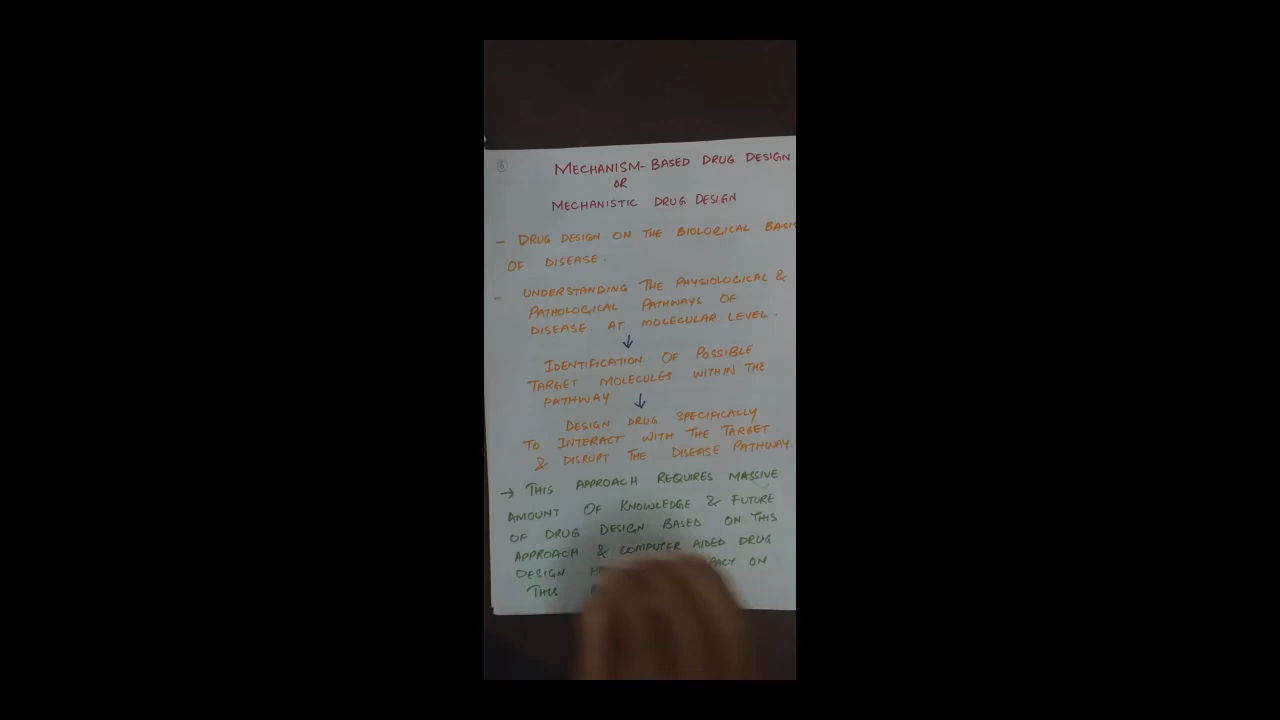 6
MECHANISM-BASED DRUG DESIGN
OR
MECHANISTIC DRUG DESIGN
- DRUG DESIGN ON THE BIOLOGICAL
OF DISEASE.
- UNDERSTANDING THE PHYSIOLOGICAL &
PATHOLOGICAL PATHWAYS OF
DISEASE. AT MOLECULAR LEVEL.
↓
IDENTIFICATION OF POSSIBLE
TARGET MOLECULES WITHIN THE
PATHWAY ↓
DESIGN DRUG SPECIFICALLY
TO INTERACT WITH THE TARGET
& DISRUPT THE DISEASE PATHWAY.
→ THIS APPROACH REQUIRES MASSIVE
AMOUNT OF KNOWLEDGE & FUTURE
OF DRUG DESIGN BASED ON THIS
APPROACH & COMPUTER AIDED DRUG
DESIGN ON
THIS